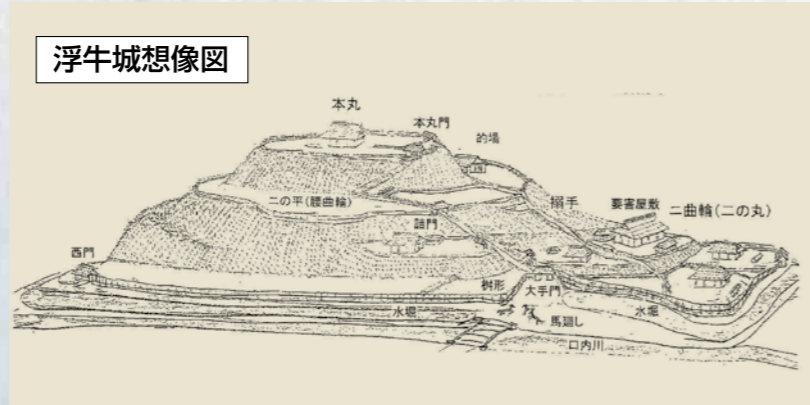 浮牛城想像図
本丸
本丸門
的場
二の平(腰曲輪)
搦手
要害屋敷
二曲輪(二の丸)
詰門
西門
桝形
大手門
水堀
水堀
馬廻し
口内川